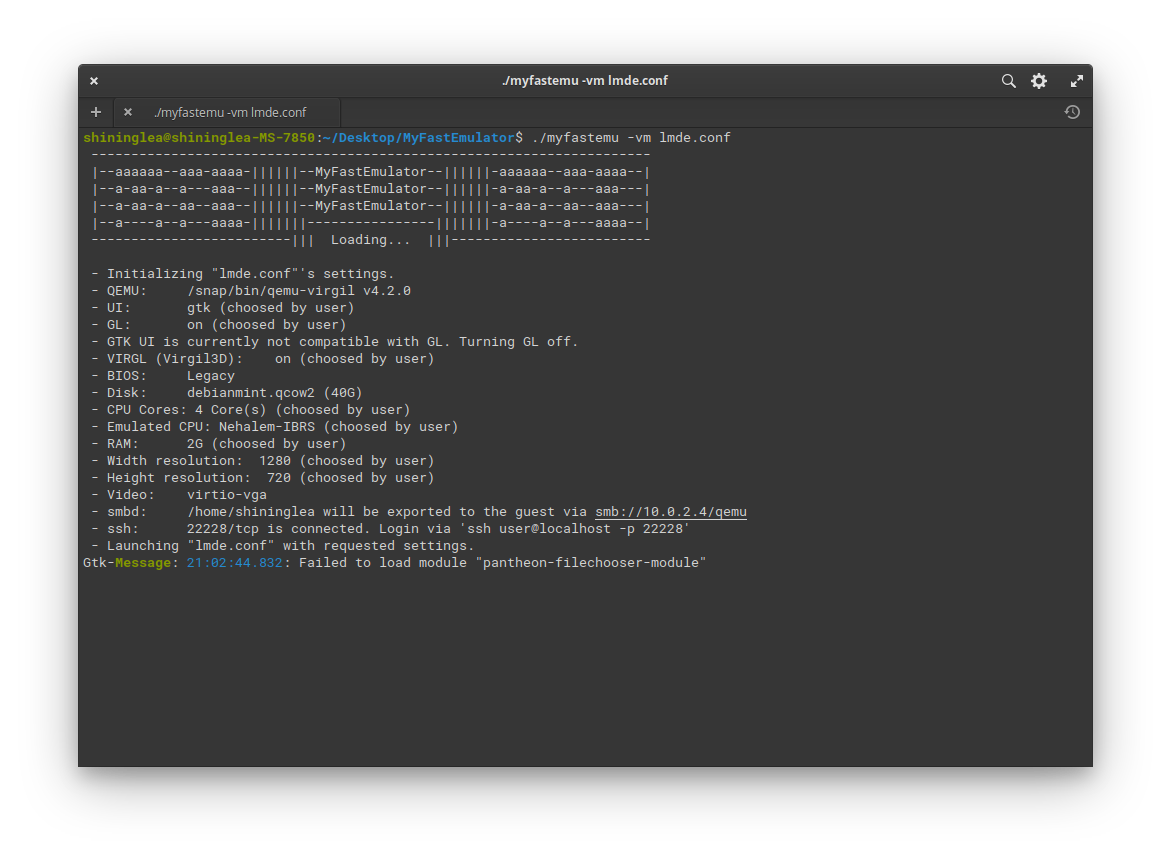 ./myfastemu -vm lmde.conf
./myfastemu -vm lmde.conf
shininglea@shininglea-MS-7850:~/Desktop/MyFastEmulator$ ./myfastemu -vm lmde.conf
----------------------------------------------------------------------
|--aaaaaa--aaa-aaaa-||||||--MyFastEmulator--||||||-aaaaaa--aaa-aaaa--|
|--a-aa-a--a---aaa--||||||--MyFastEmulator--||||||-a-aa-a--a---aaa---|
|--a-aa-a--aa--aaa--||||||--MyFastEmulator--||||||-a-aa-a--aa--aaa---|
|--a----a--a---aaaa-|||||||----------------|||||||-a----a--a---aaaa--|
-------------------------|||  Loading...  |||-------------------------
- Initializing "lmde.conf"'s settings.
- QEMU:     /snap/bin/qemu-virgil v4.2.0
- UI:       gtk (choosed by user)
- GL:       on (choosed by user)
- GTK UI is currently not compatible with GL. Turning GL off.
- VIRGL (Virgil3D):    on (choosed by user)
- BIOS:     Legacy
- Disk:     debianmint.qcow2 (40G)
- CPU Cores: 4 Core(s) (choosed by user)
- Emulated CPU: Nehalem-IBRS (choosed by user)
- RAM:      2G (choosed by user)
- Width resolution:  1280 (choosed by user)
- Height resolution:  720 (choosed by user)
- Video:    virtio-vga
- smbd:     /home/shininglea will be exported to the guest via smb://10.0.2.4/qemu
- ssh:      22228/tcp is connected. Login via 'ssh user@localhost -p 22228'
- Launching "lmde.conf" with requested settings.
Gtk-Message: 21:02:44.832: Failed to load module "pantheon-filechooser-module"